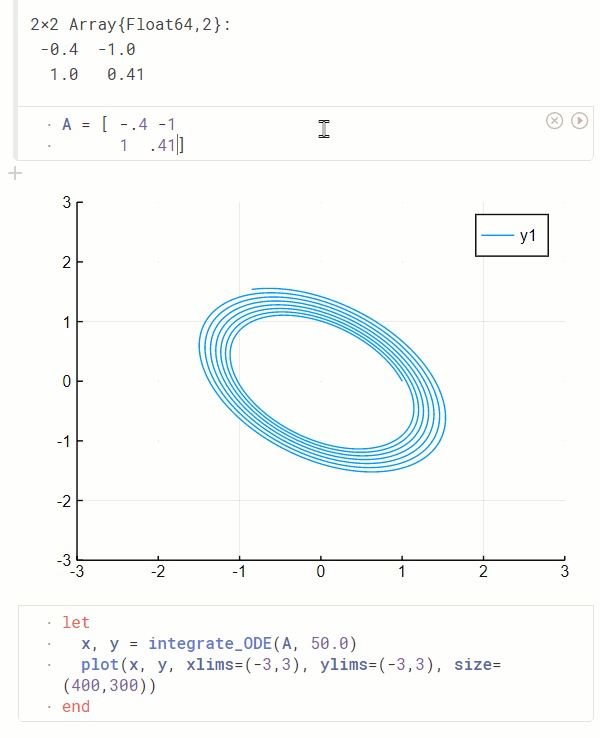 2×2 Array{Float64,2}:
-0.4 -1.0
1.0 0.41
A = [ -.4 -1
1 .41]
3
y1
2
1
0
-1
-2
-3
-3 -2 -1 0 1 2 3
let
x, y = integrate_ODE(A, 50.0)
plot(x, y, xlims=(-3,3), ylims=(-3,3), size=
(400,300))
end